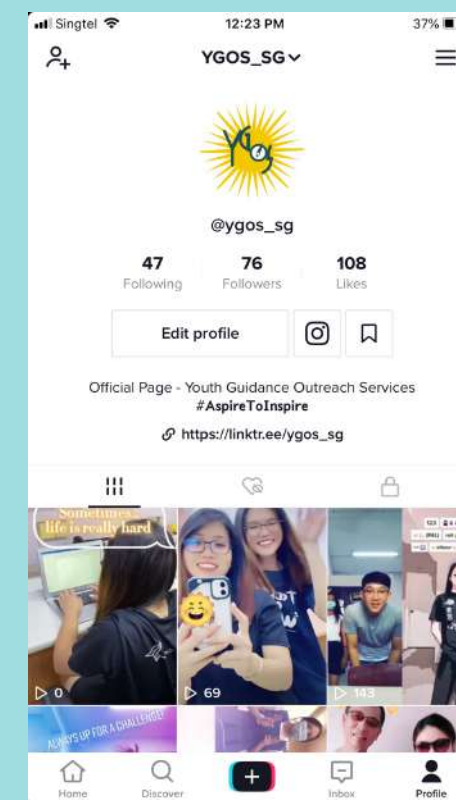 Singtel 12:23 PM 37%
YGOS_SG
YGOS
@ygos_sg
47 76 108
Following Followers Likes
Edit profile
Official Page - Youth Guidance Outreach Services
#AspireToInspire
https://linktr.ee/ygos_sg
Sometimes..
life is really hard
0 69 143
ALWAYS UP FOR A CHALLENGE!
Home Discover Inbox Profile